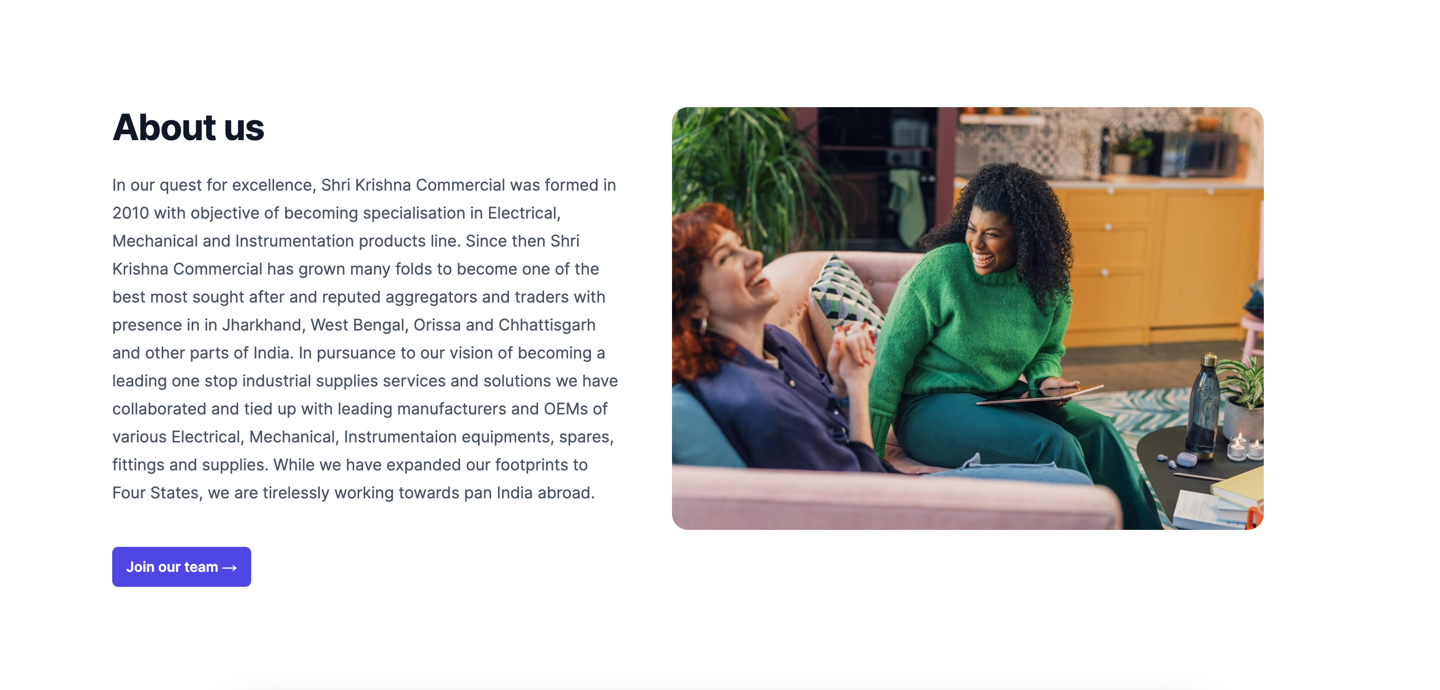 About us
In our quest for excellence, Shri Krishna Commercial was formed in
2010 with objective of becoming specialisation in Electrical,
Mechanical and Instrumentation products line. Since then Shri
Krishna Commercial has grown many folds to become one of the
best most sought after and reputed aggregators and traders with
presence in in Jharkhand, West Bengal, Orissa and Chhattisgarh
and other parts of India. In pursuance to our vision of becoming a
leading one stop industrial supplies services and solutions we have
collaborated and tied up with leading manufacturers and OEMs of
various Electrical, Mechanical, Instrumentaion equipments, spares,
fittings and supplies. While we have expanded our footprints to
Four States, we are tirelessly working towards pan India abroad.
Join our team →